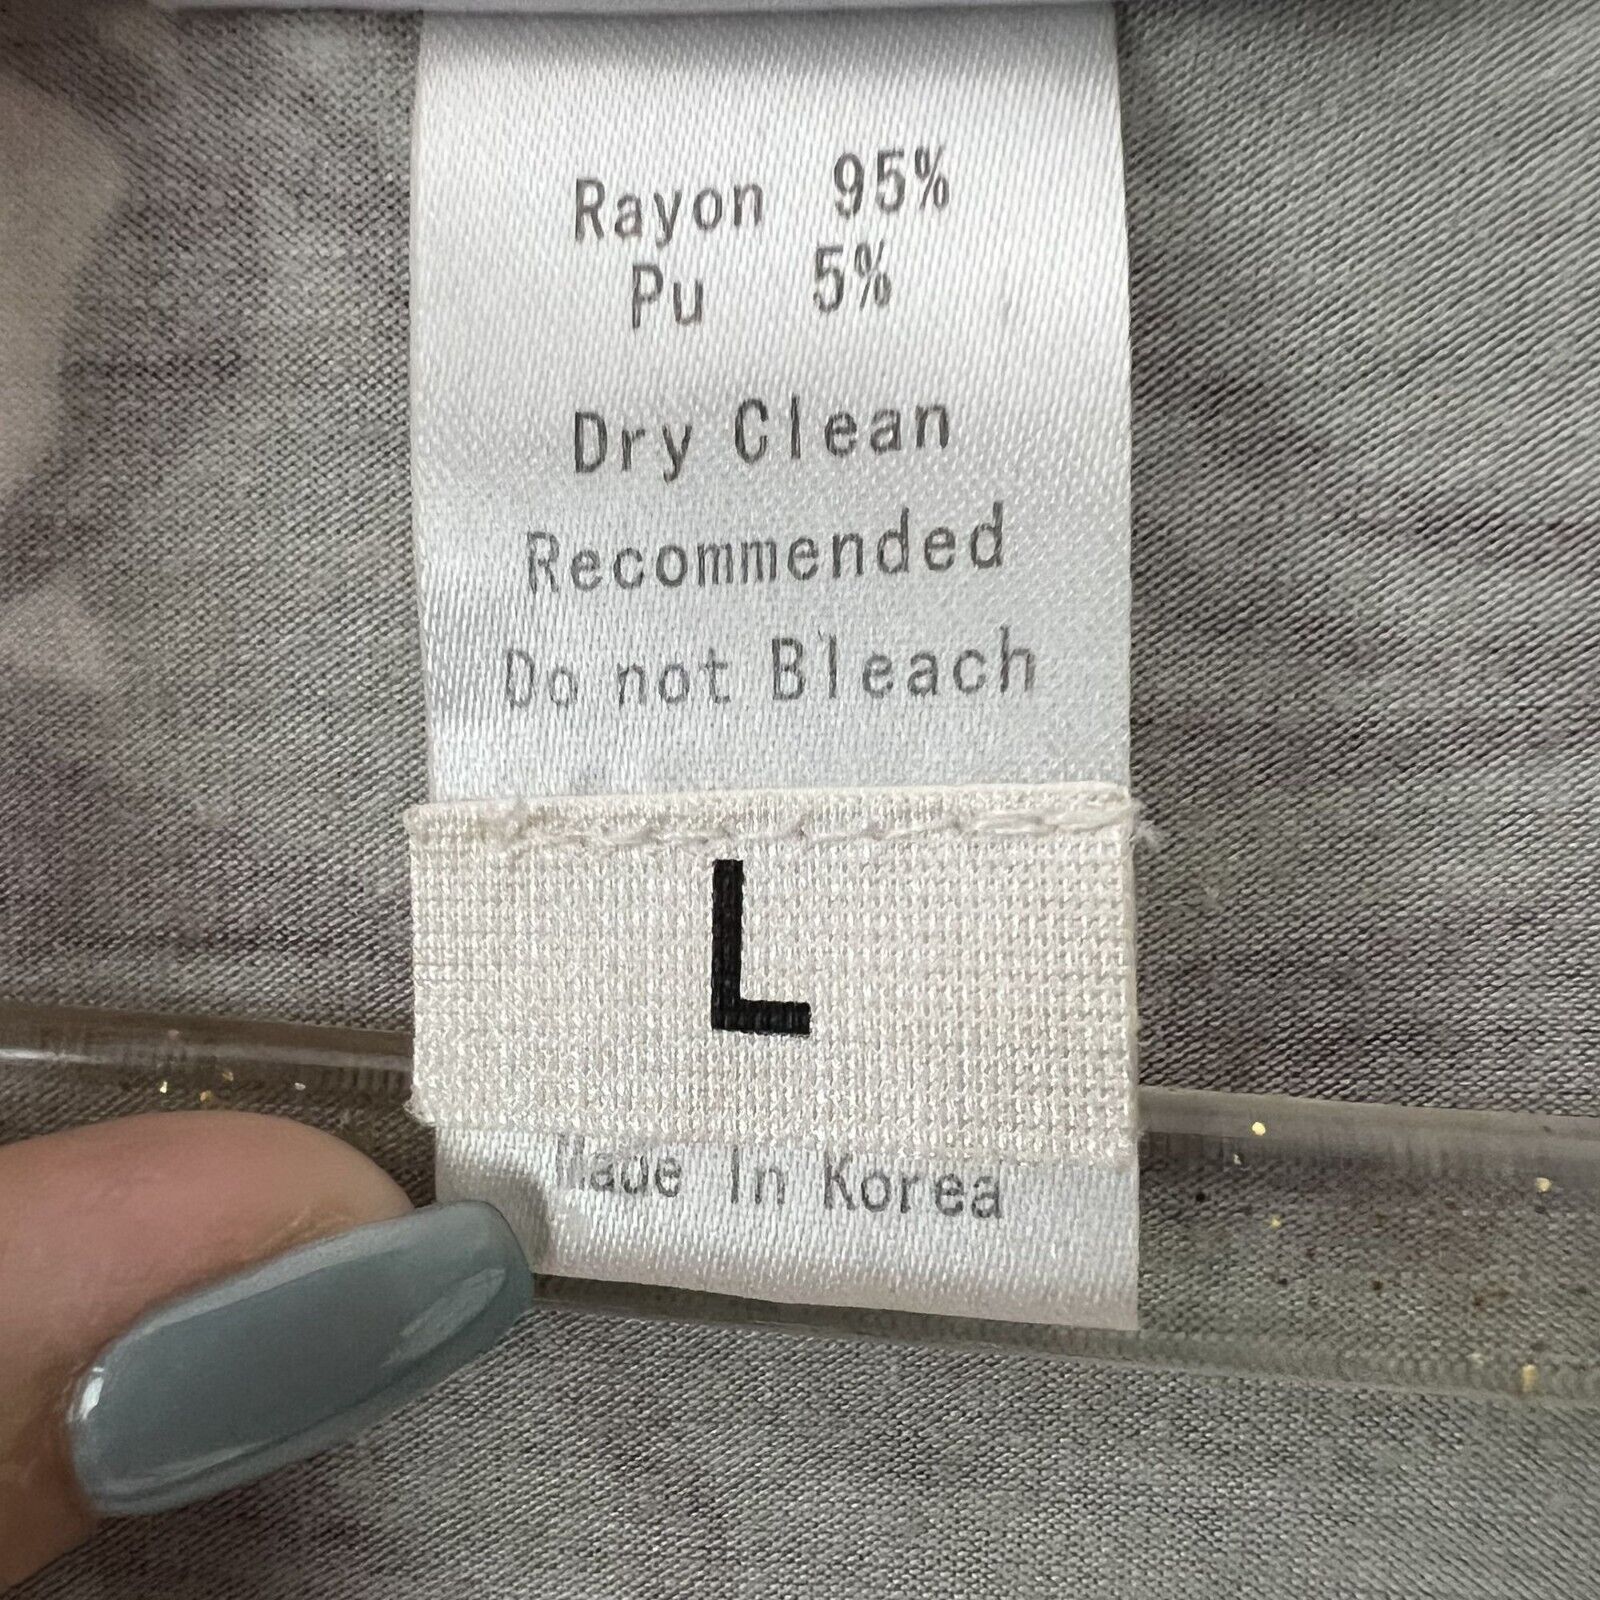 Rayon 95%
Pu 5%
Dry Clean
Recommended
Do not Bleach
L
Made In Korea